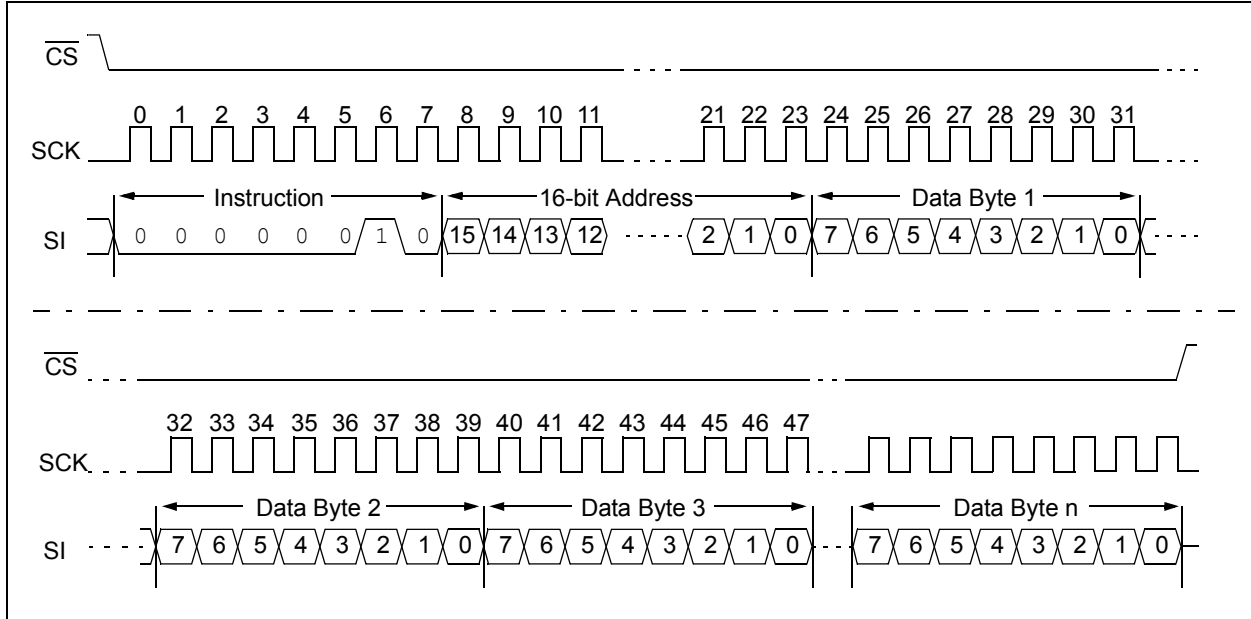 CS
0 1 2 3 4 5 6 7 8 9 10 11 21 22 23 24 25 26 27 28 29 30 31
SCK
Instruction 16-bit Address Data Byte 1
SI 0 0 0 0 0 0 1 0 15 14 13 12 2 1 0 7 6 5 4 3 2 1 0
CS
32 33 34 35 36 37 38 39 40 41 42 43 44 45 46 47
SCK
Data Byte 2 Data Byte 3 Data Byte n
SI 7 6 5 4 3 2 1 0 7 6 5 4 3 2 1 0 7 6 5 4 3 2 1 0